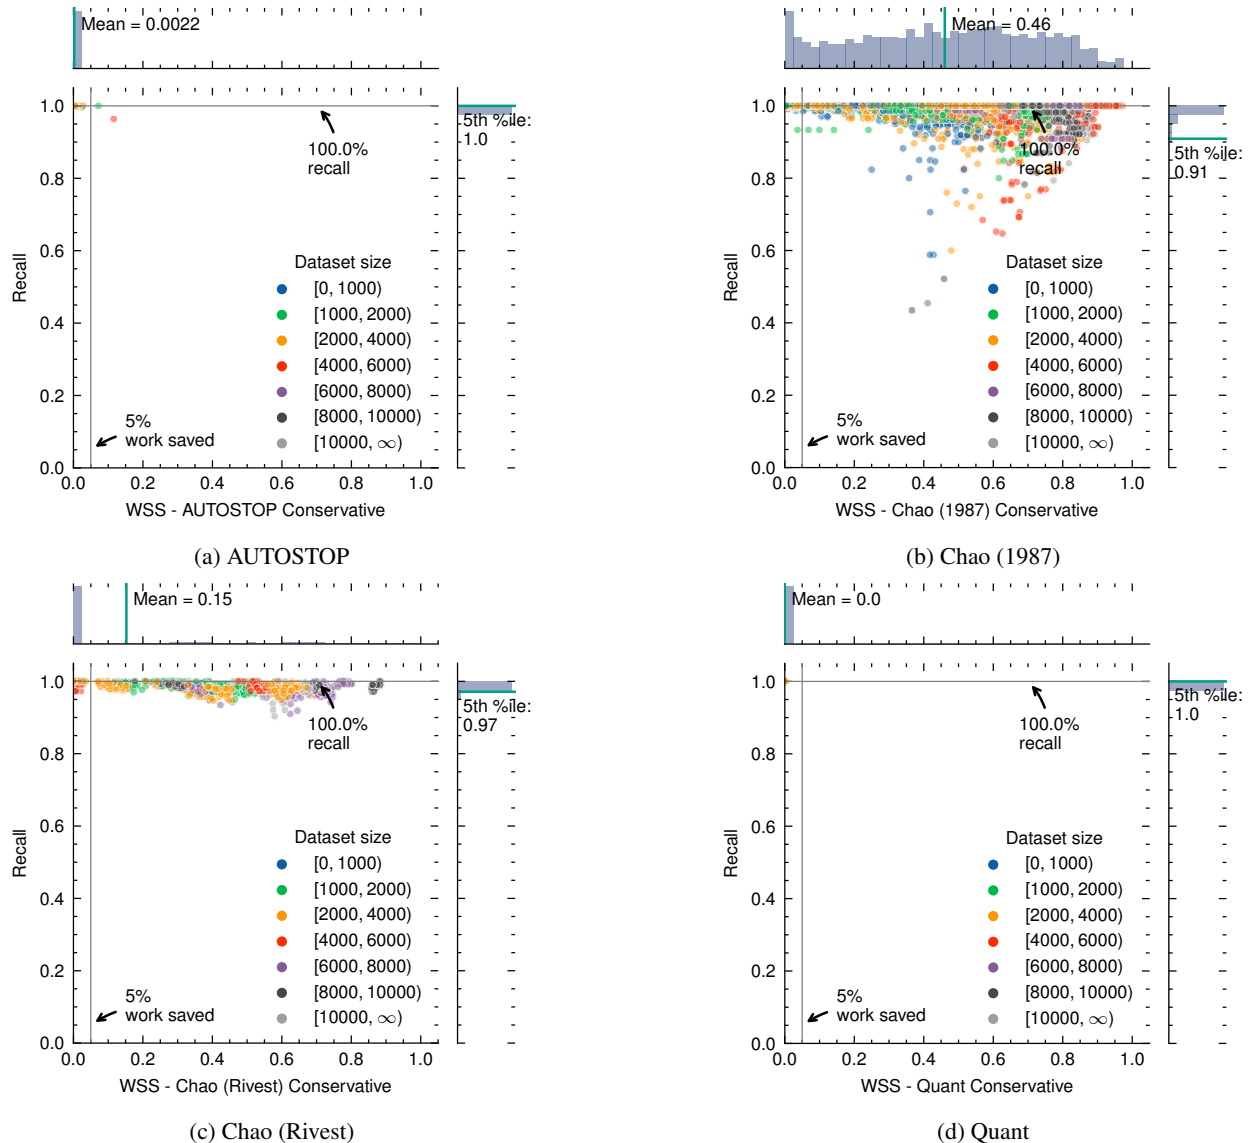 Mean = 0.0022
1.0
0.8
0.6
0.4
0.2
0.0
Recall
100.0%
recall
5th %ile:
1.0
Dataset size
[0, 1000)
[1000, 2000)
[2000, 4000)
[4000, 6000)
[6000, 8000)
[8000, 10000)
[10000, ∞)
5%
work saved
0.0 0.2 0.4 0.6 0.8 1.0
WSS - AUTOSTOP Conservative
(a) AUTOSTOP
Mean = 0.46
1.0
0.8
0.6
0.4
0.2
0.0
Recall
100.0%
recall
5th %ile:
0.91
Dataset size
[0, 1000)
[1000, 2000)
[2000, 4000)
[4000, 6000)
[6000, 8000)
[8000, 10000)
[10000, ∞)
5%
work saved
0.0 0.2 0.4 0.6 0.8 1.0
WSS - Chao (1987) Conservative
(b) Chao (1987)
Mean = 0.15
1.0
0.8
0.6
0.4
0.2
0.0
Recall
100.0%
recall
5th %ile:
0.97
Dataset size
[0, 1000)
[1000, 2000)
[2000, 4000)
[4000, 6000)
[6000, 8000)
[8000, 10000)
[10000, ∞)
5%
work saved
0.0 0.2 0.4 0.6 0.8 1.0
WSS - Chao (Rivest) Conservative
(c) Chao (Rivest)
Mean = 0.0
1.0
0.8
0.6
0.4
0.2
0.0
Recall
100.0%
recall
5th %ile:
1.0
Dataset size
[0, 1000)
[1000, 2000)
[2000, 4000)
[4000, 6000)
[6000, 8000)
[8000, 10000)
[10000, ∞)
5%
work saved
0.0 0.2 0.4 0.6 0.8 1.0
WSS - Quant Conservative
(d) Quant